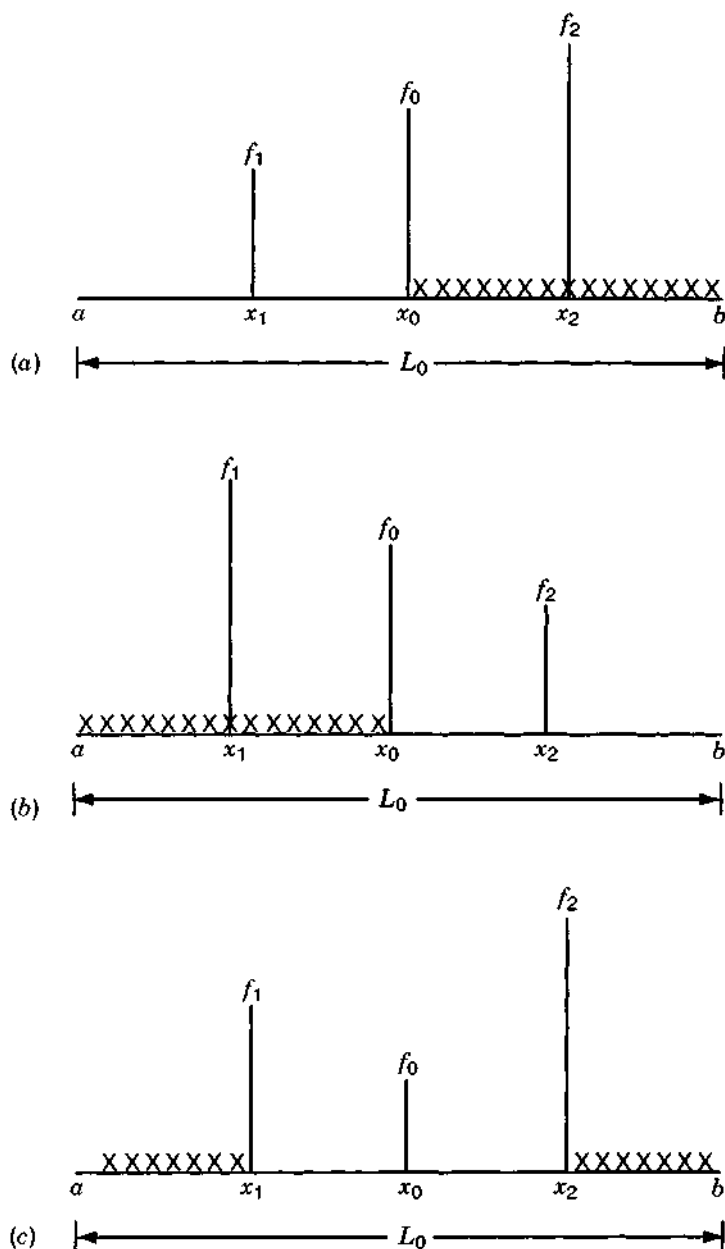 f₂
f₀
f₁
X X X X X X X X X X X X X X X
a x₁ x₀ x₂ b
(a) L₀
f₁
f₀
f₂
X X X X X X X X X X X X X X X
a x₁ x₀ x₂ b
(b) L₀
f₂
f₁
f₀
X X X X X X X X X X X X X X
a x₁ x₀ x₂ b
(c) L₀